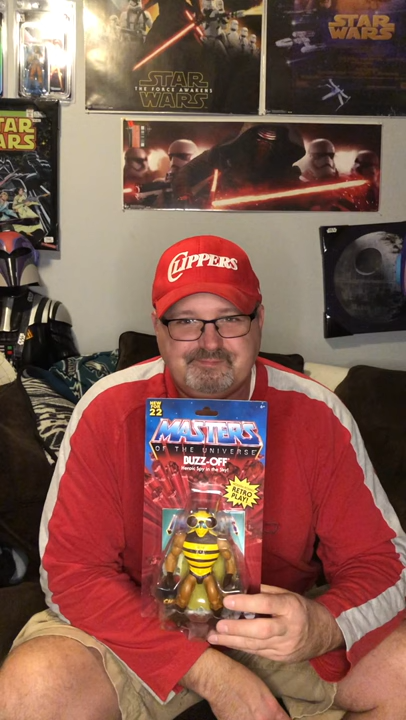 STAR
THE FORCE AWAKENS
WARS
STAR
WARS
STAR
WARS
CLIPPERS
NEW
FOR
22
MASTERS
OF THE UNIVERSE
BUZZ-OFF
Heroic Spy in the Sky!
RETRO
PLAY!